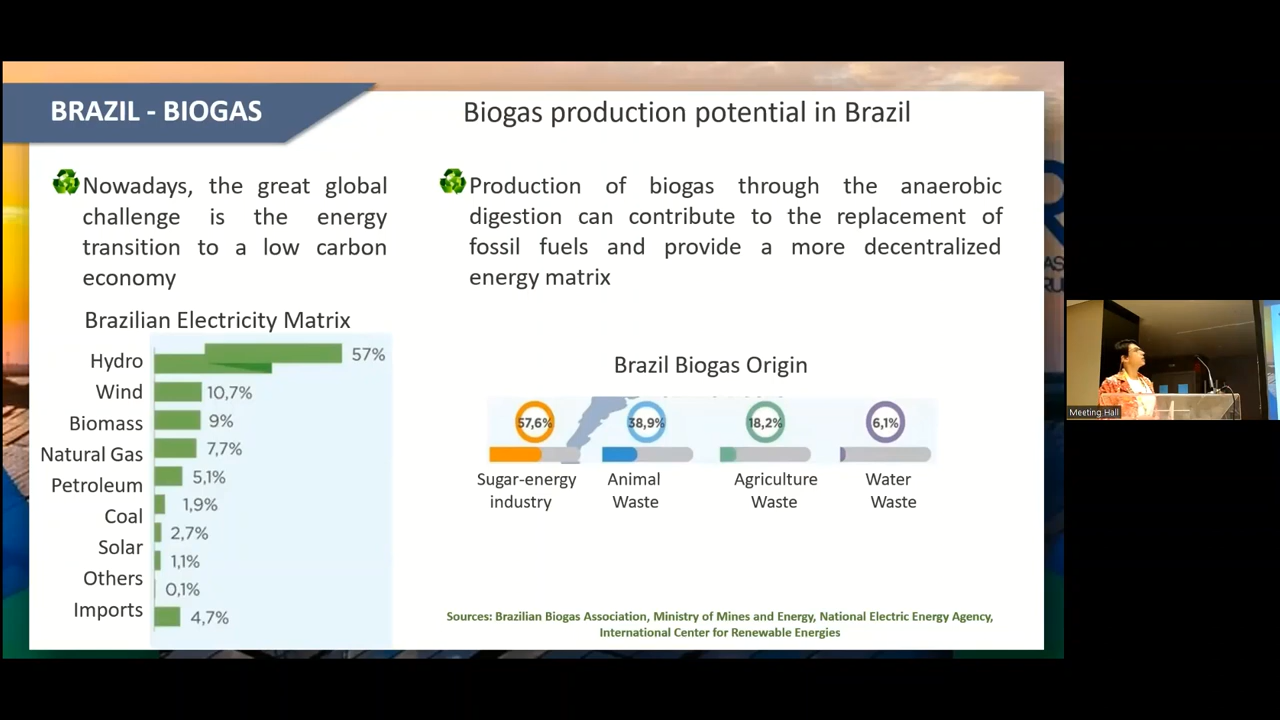 BRAZIL - BIOGAS
Biogas production potential in Brazil
Nowadays, the great global
challenge is the energy
transition to a low carbon
economy
Production of biogas through the anaerobic
digestion can contribute to the replacement of
fossil fuels and provide a more decentralized
energy matrix
Brazilian Electricity Matrix
Hydro 57%
Wind 10,7%
Biomass 9%
Natural Gas 7,7%
Petroleum 5,1%
Coal 1,9%
Solar 2,7%
Others 1,1%
0,1%
Imports 4,7%
Brazil Biogas Origin
57,6% 38,9% 18,2% 6,1%
Sugar-energy Animal Agriculture Water
industry Waste Waste Waste
Sources: Brazilian Biogas Association, Ministry of Mines and Energy, National Electric Energy Agency,
International Center for Renewable Energies
Meeting Hall